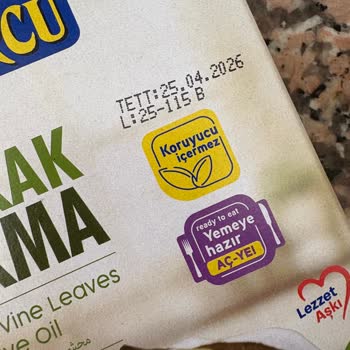 CU
TETT:25.04.2026
L:25-115 B
Koruyucu
içermez
AK
MA
ready to eat
Yemeye
hazır
AÇ-YE!
Vine Leaves
Oil
Lezzet
Aşkı